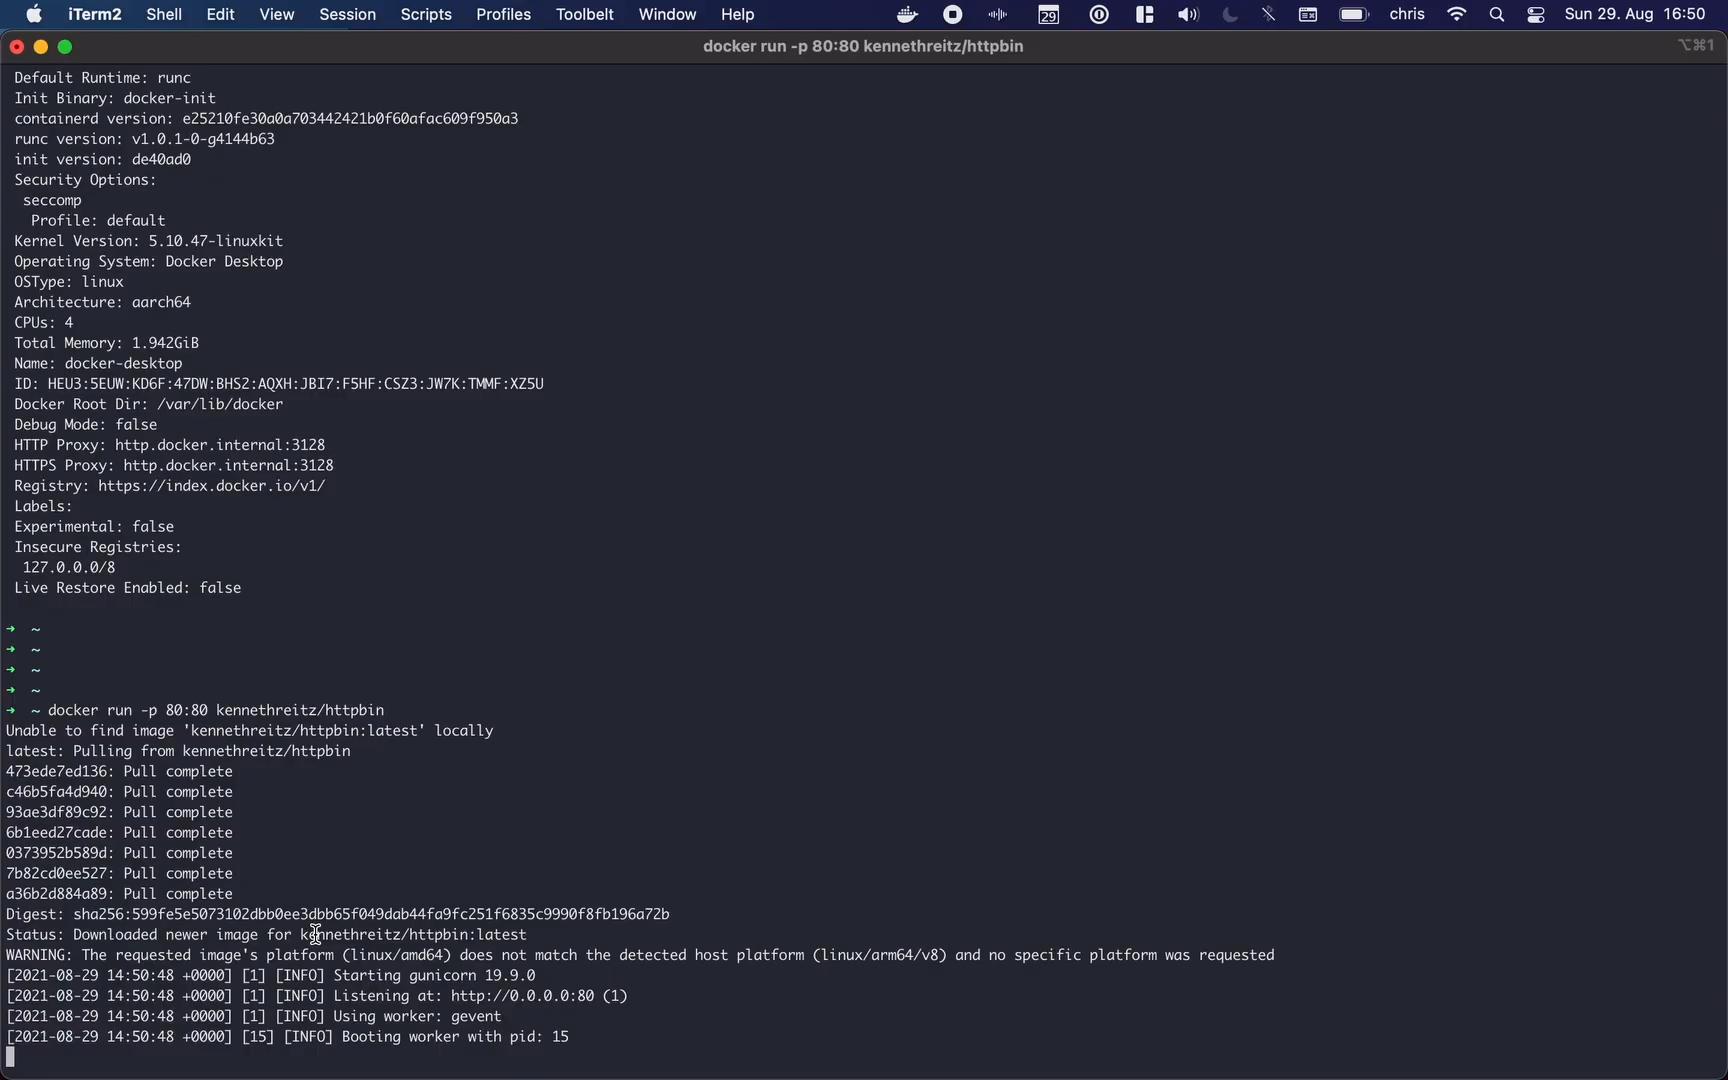 iTerm2 Shell Edit View Session Scripts Profiles Toolbelt Window Help 29 chris Sun 29. Aug 16:50
docker run -p 80:80 kennethreitz/httpbin ⌥⌘1
Default Runtime: runc
Init Binary: docker-init
containerd version: e25210fe30a0a703442421b0f60afac609f950a3
runc version: v1.0.1-0-g4144b63
init version: de40ad0
Security Options:
seccomp
Profile: default
Kernel Version: 5.10.47-linuxkit
Operating System: Docker Desktop
OSType: linux
Architecture: aarch64
CPUs: 4
Total Memory: 1.942GiB
Name: docker-desktop
ID: HEU3:5EUW:KD6F:47DW:BHS2:AQXH:JBI7:F5HF:CSZ3:JW7K:TMMF:XZ5U
Docker Root Dir: /var/lib/docker
Debug Mode: false
HTTP Proxy: http.docker.internal:3128
HTTPS Proxy: http.docker.internal:3128
Registry: https://index.docker.io/v1/
Labels:
Experimental: false
Insecure Registries:
127.0.0.0/8
Live Restore Enabled: false
➜ ~
➜ ~
➜ ~
➜ ~
➜ ~ docker run -p 80:80 kennethreitz/httpbin
Unable to find image 'kennethreitz/httpbin:latest' locally
latest: Pulling from kennethreitz/httpbin
473ede7ed136: Pull complete
c46b5fa4d940: Pull complete
93ae3df89c92: Pull complete
6b1eed27cade: Pull complete
0373952b589d: Pull complete
7b82cd0ee527: Pull complete
a36b2d884a89: Pull complete
Digest: sha256:599fe5e5073102dbb0ee3dbb65f049dab44fa9fc251f6835c9990f8fb196a72b
Status: Downloaded newer image for kennethreitz/httpbin:latest
WARNING: The requested image's platform (linux/amd64) does not match the detected host platform (linux/arm64/v8) and no specific platform was requested
[2021-08-29 14:50:48 +0000] [1] [INFO] Starting gunicorn 19.9.0
[2021-08-29 14:50:48 +0000] [1] [INFO] Listening at: http://0.0.0.0:80 (1)
[2021-08-29 14:50:48 +0000] [1] [INFO] Using worker: gevent
[2021-08-29 14:50:48 +0000] [15] [INFO] Booting worker with pid: 15